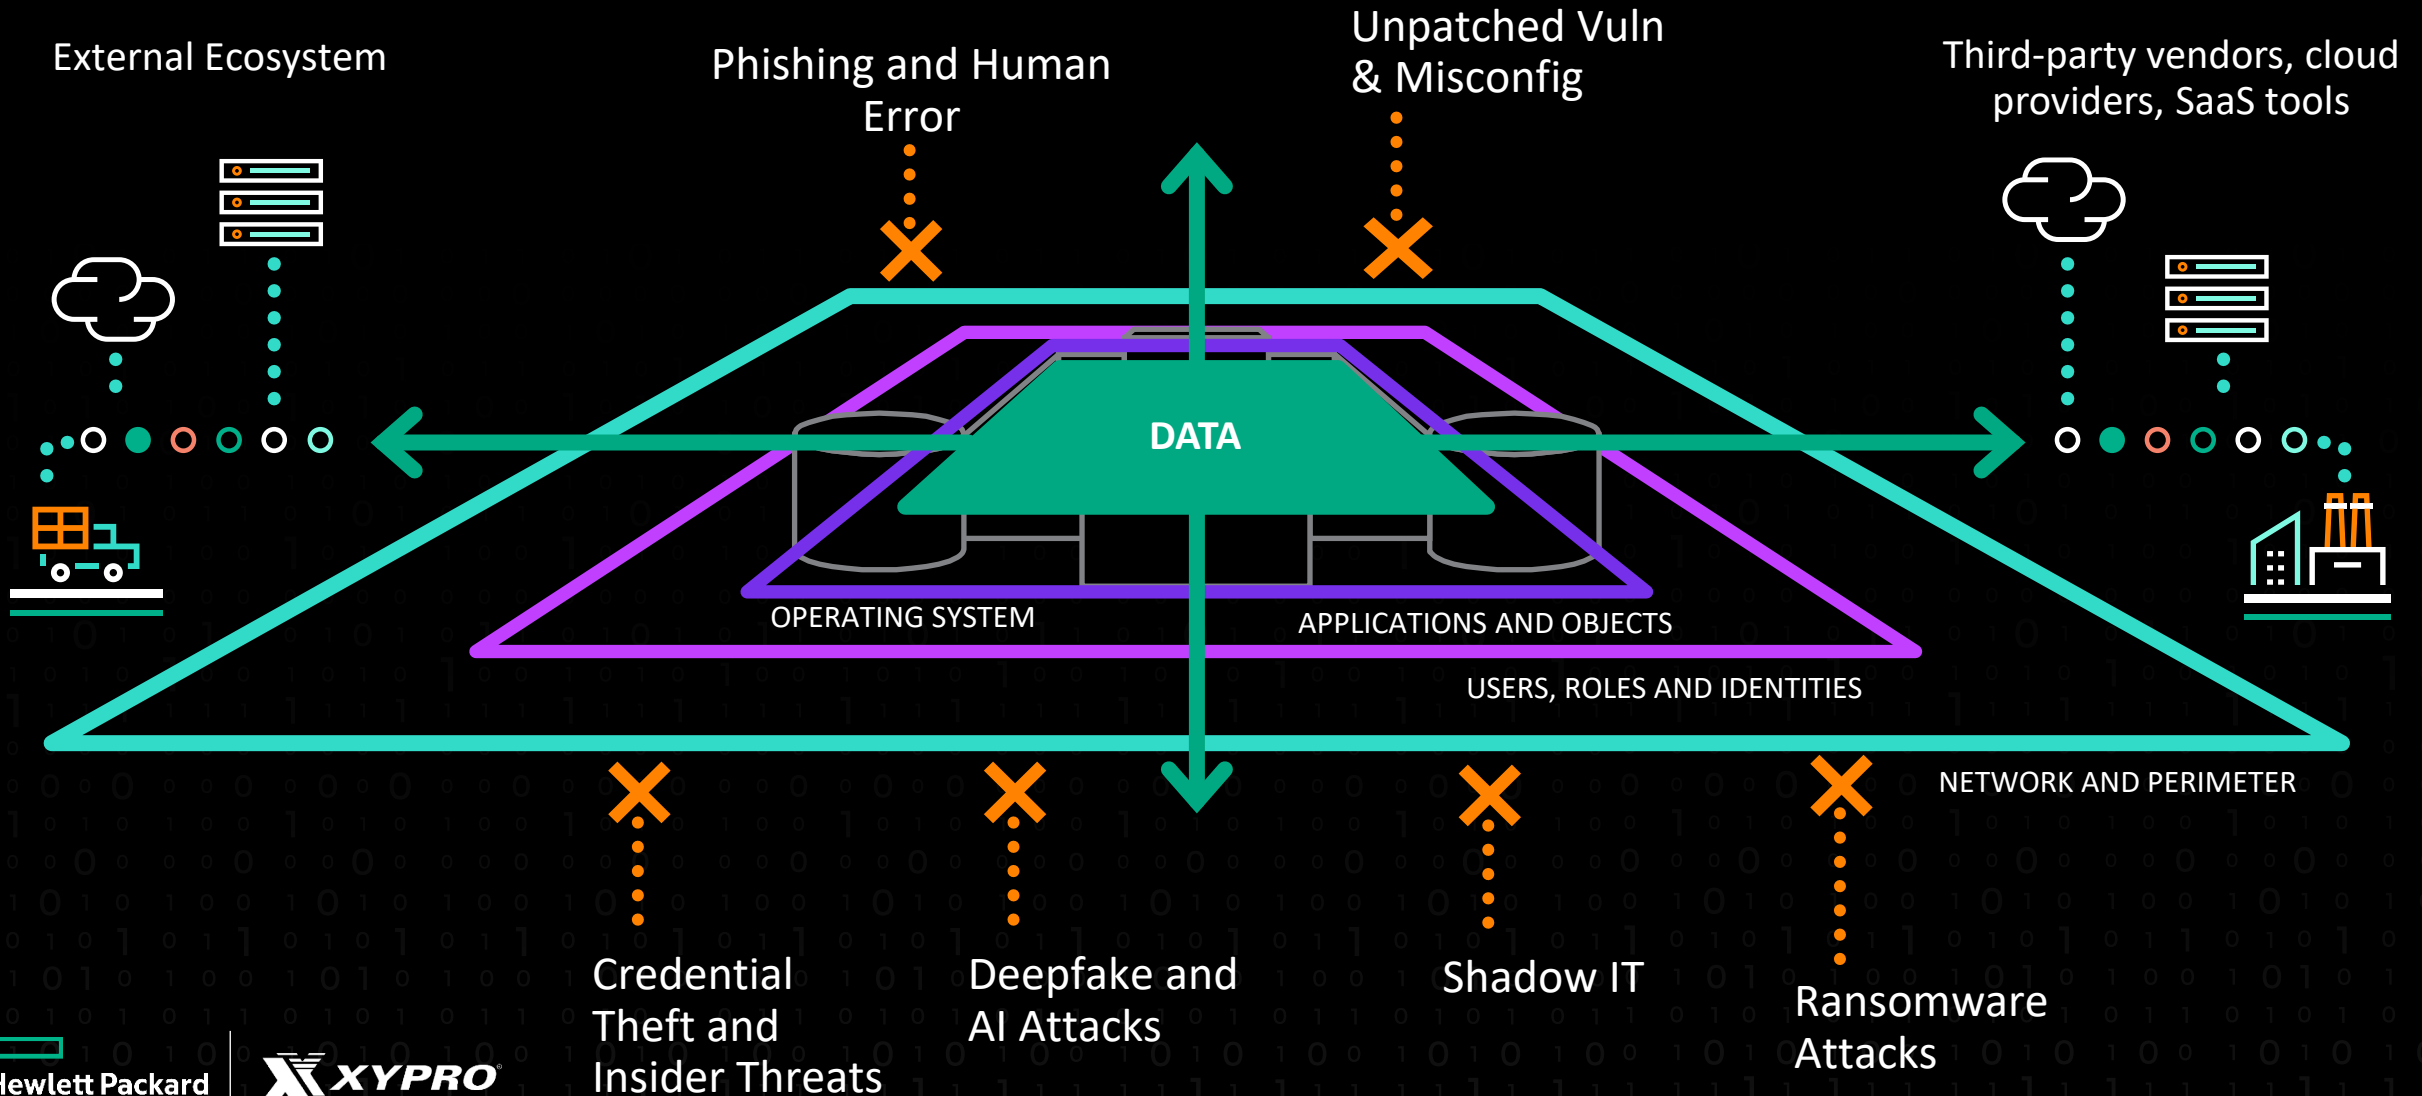 External Ecosystem
Phishing and Human
Error
Unpatched Vuln
& Misconfig
Third-party vendors, cloud
providers, SaaS tools
DATA
OPERATING SYSTEM
APPLICATIONS AND OBJECTS
USERS, ROLES AND IDENTITIES
NETWORK AND PERIMETER
Credential
Theft and
Insider Threats
Deepfake and
AI Attacks
Shadow IT
Ransomware
Attacks
Hewlett Packard
XYPRO®